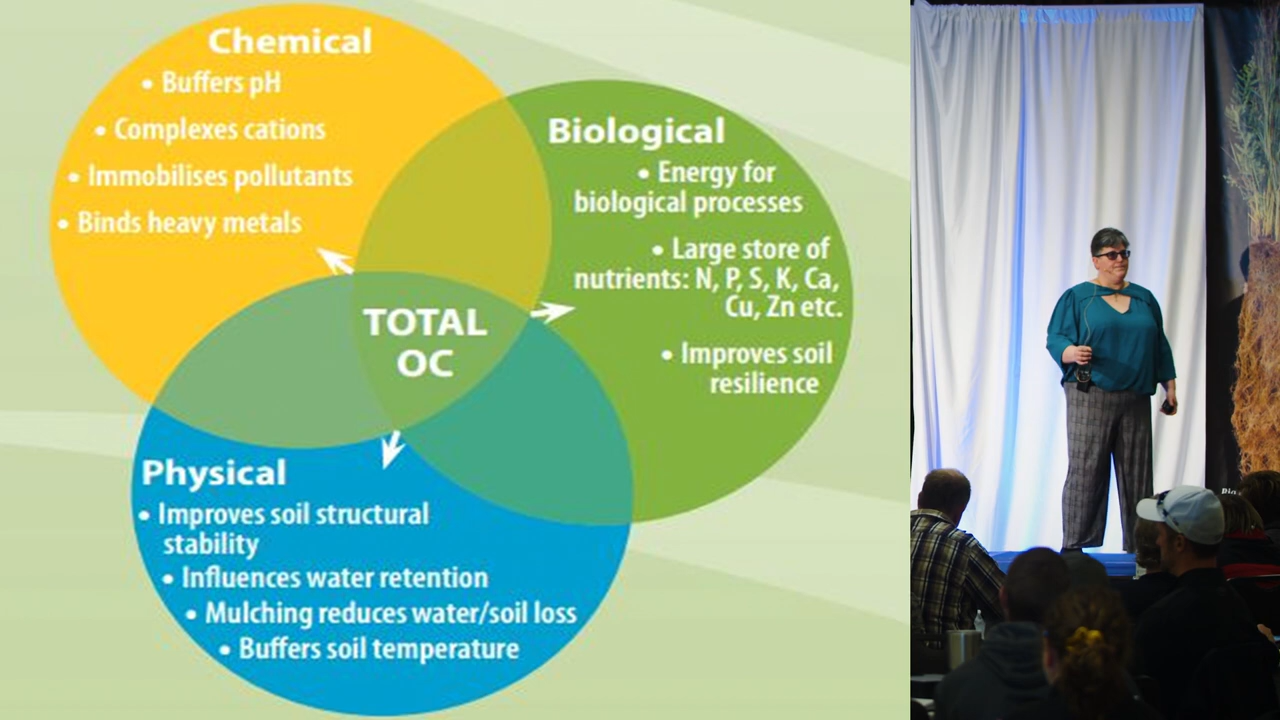 Chemical
• Buffers pH
• Complexes cations
• Immobilises pollutants
• Binds heavy metals
Biological
• Energy for
biological processes
• Large store of
nutrients: N, P, S, K, Ca,
Cu, Zn etc.
• Improves soil
resilience
TOTAL
OC
Physical
• Improves soil structural
stability
• Influences water retention
• Mulching reduces water/soil loss
• Buffers soil temperature